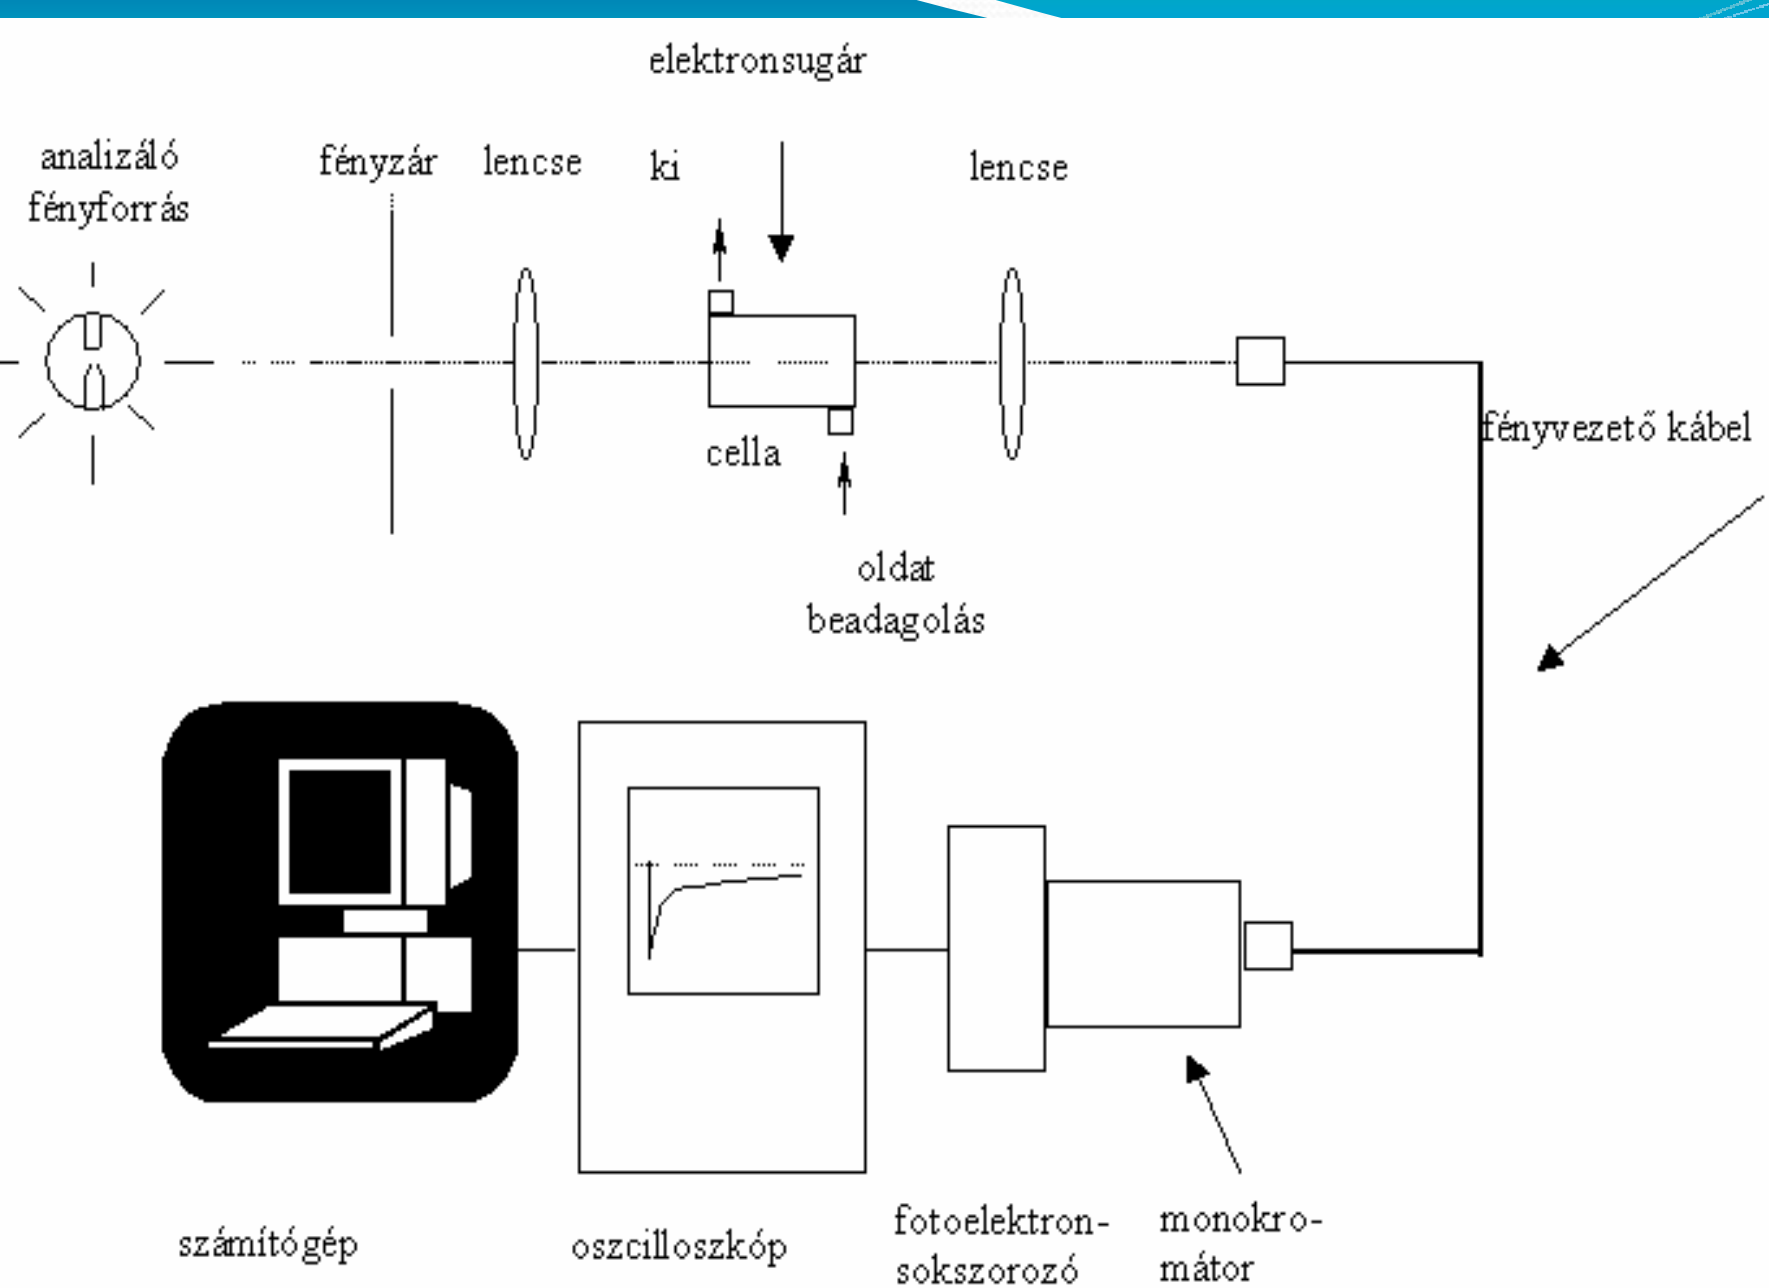 elektronsugár
analizáló
fényforrás
fényzár
lencse
ki
lencse
cella
fényvezető kábel
oldat
beadagolás
számítógép
oszcilloszkóp
fotoelektron-
sokszorozó
monokro-
mátor